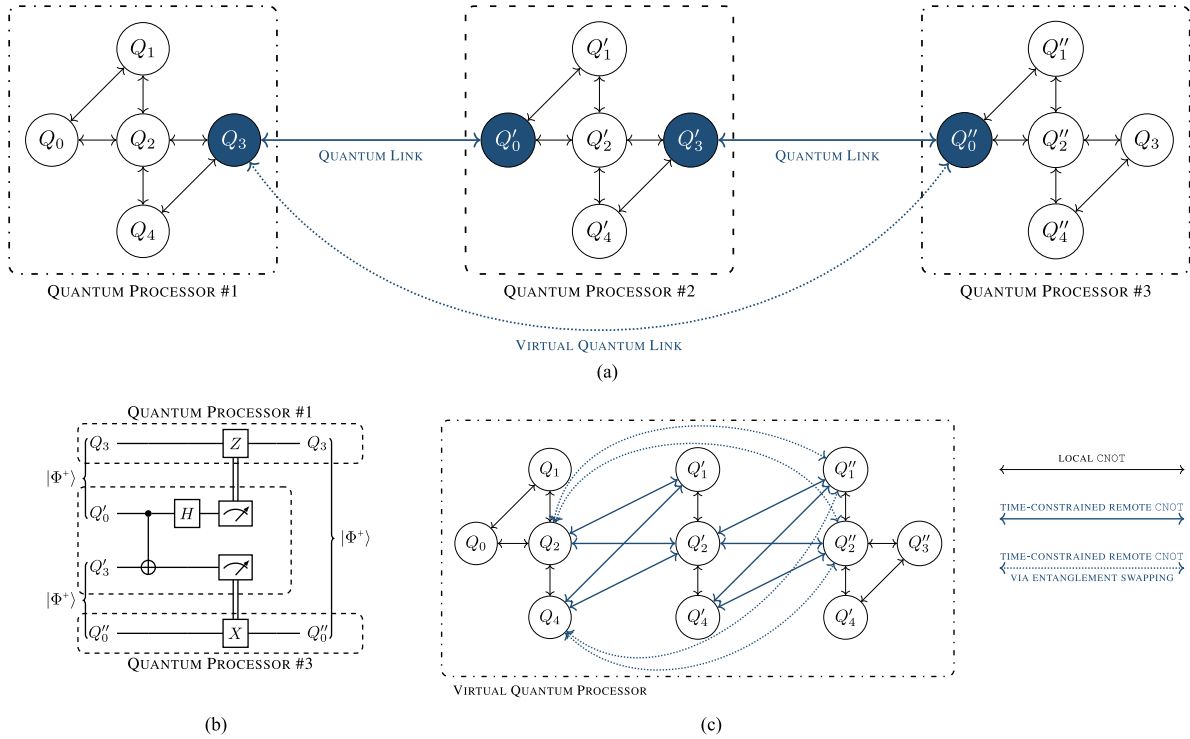 Q₁ Q′₁ Q″₁
Q₀ Q₂ Q₃ Q′₀ Q′₂ Q′₃ Q″₀ Q″₂ Q₃
QUANTUM LINK QUANTUM LINK
Q₄ Q′₄ Q″₄
QUANTUM PROCESSOR #1 QUANTUM PROCESSOR #2 QUANTUM PROCESSOR #3
VIRTUAL QUANTUM LINK
(a)
QUANTUM PROCESSOR #1
Q₃ Z Q₃
|Φ⁺⟩
Q′₀ H
|Φ⁺⟩
Q′₃
|Φ⁺⟩
Q″₀ X Q″₀
QUANTUM PROCESSOR #3
(b)
Q₁ Q′₁ Q″₁
Q₀ Q₂ Q′₂ Q″₂ Q″₃
Q₄ Q′₄ Q′₄
VIRTUAL QUANTUM PROCESSOR
(c)
LOCAL CNOT
TIME-CONSTRAINED REMOTE CNOT
TIME-CONSTRAINED REMOTE CNOT
VIA ENTANGLEMENT SWAPPING